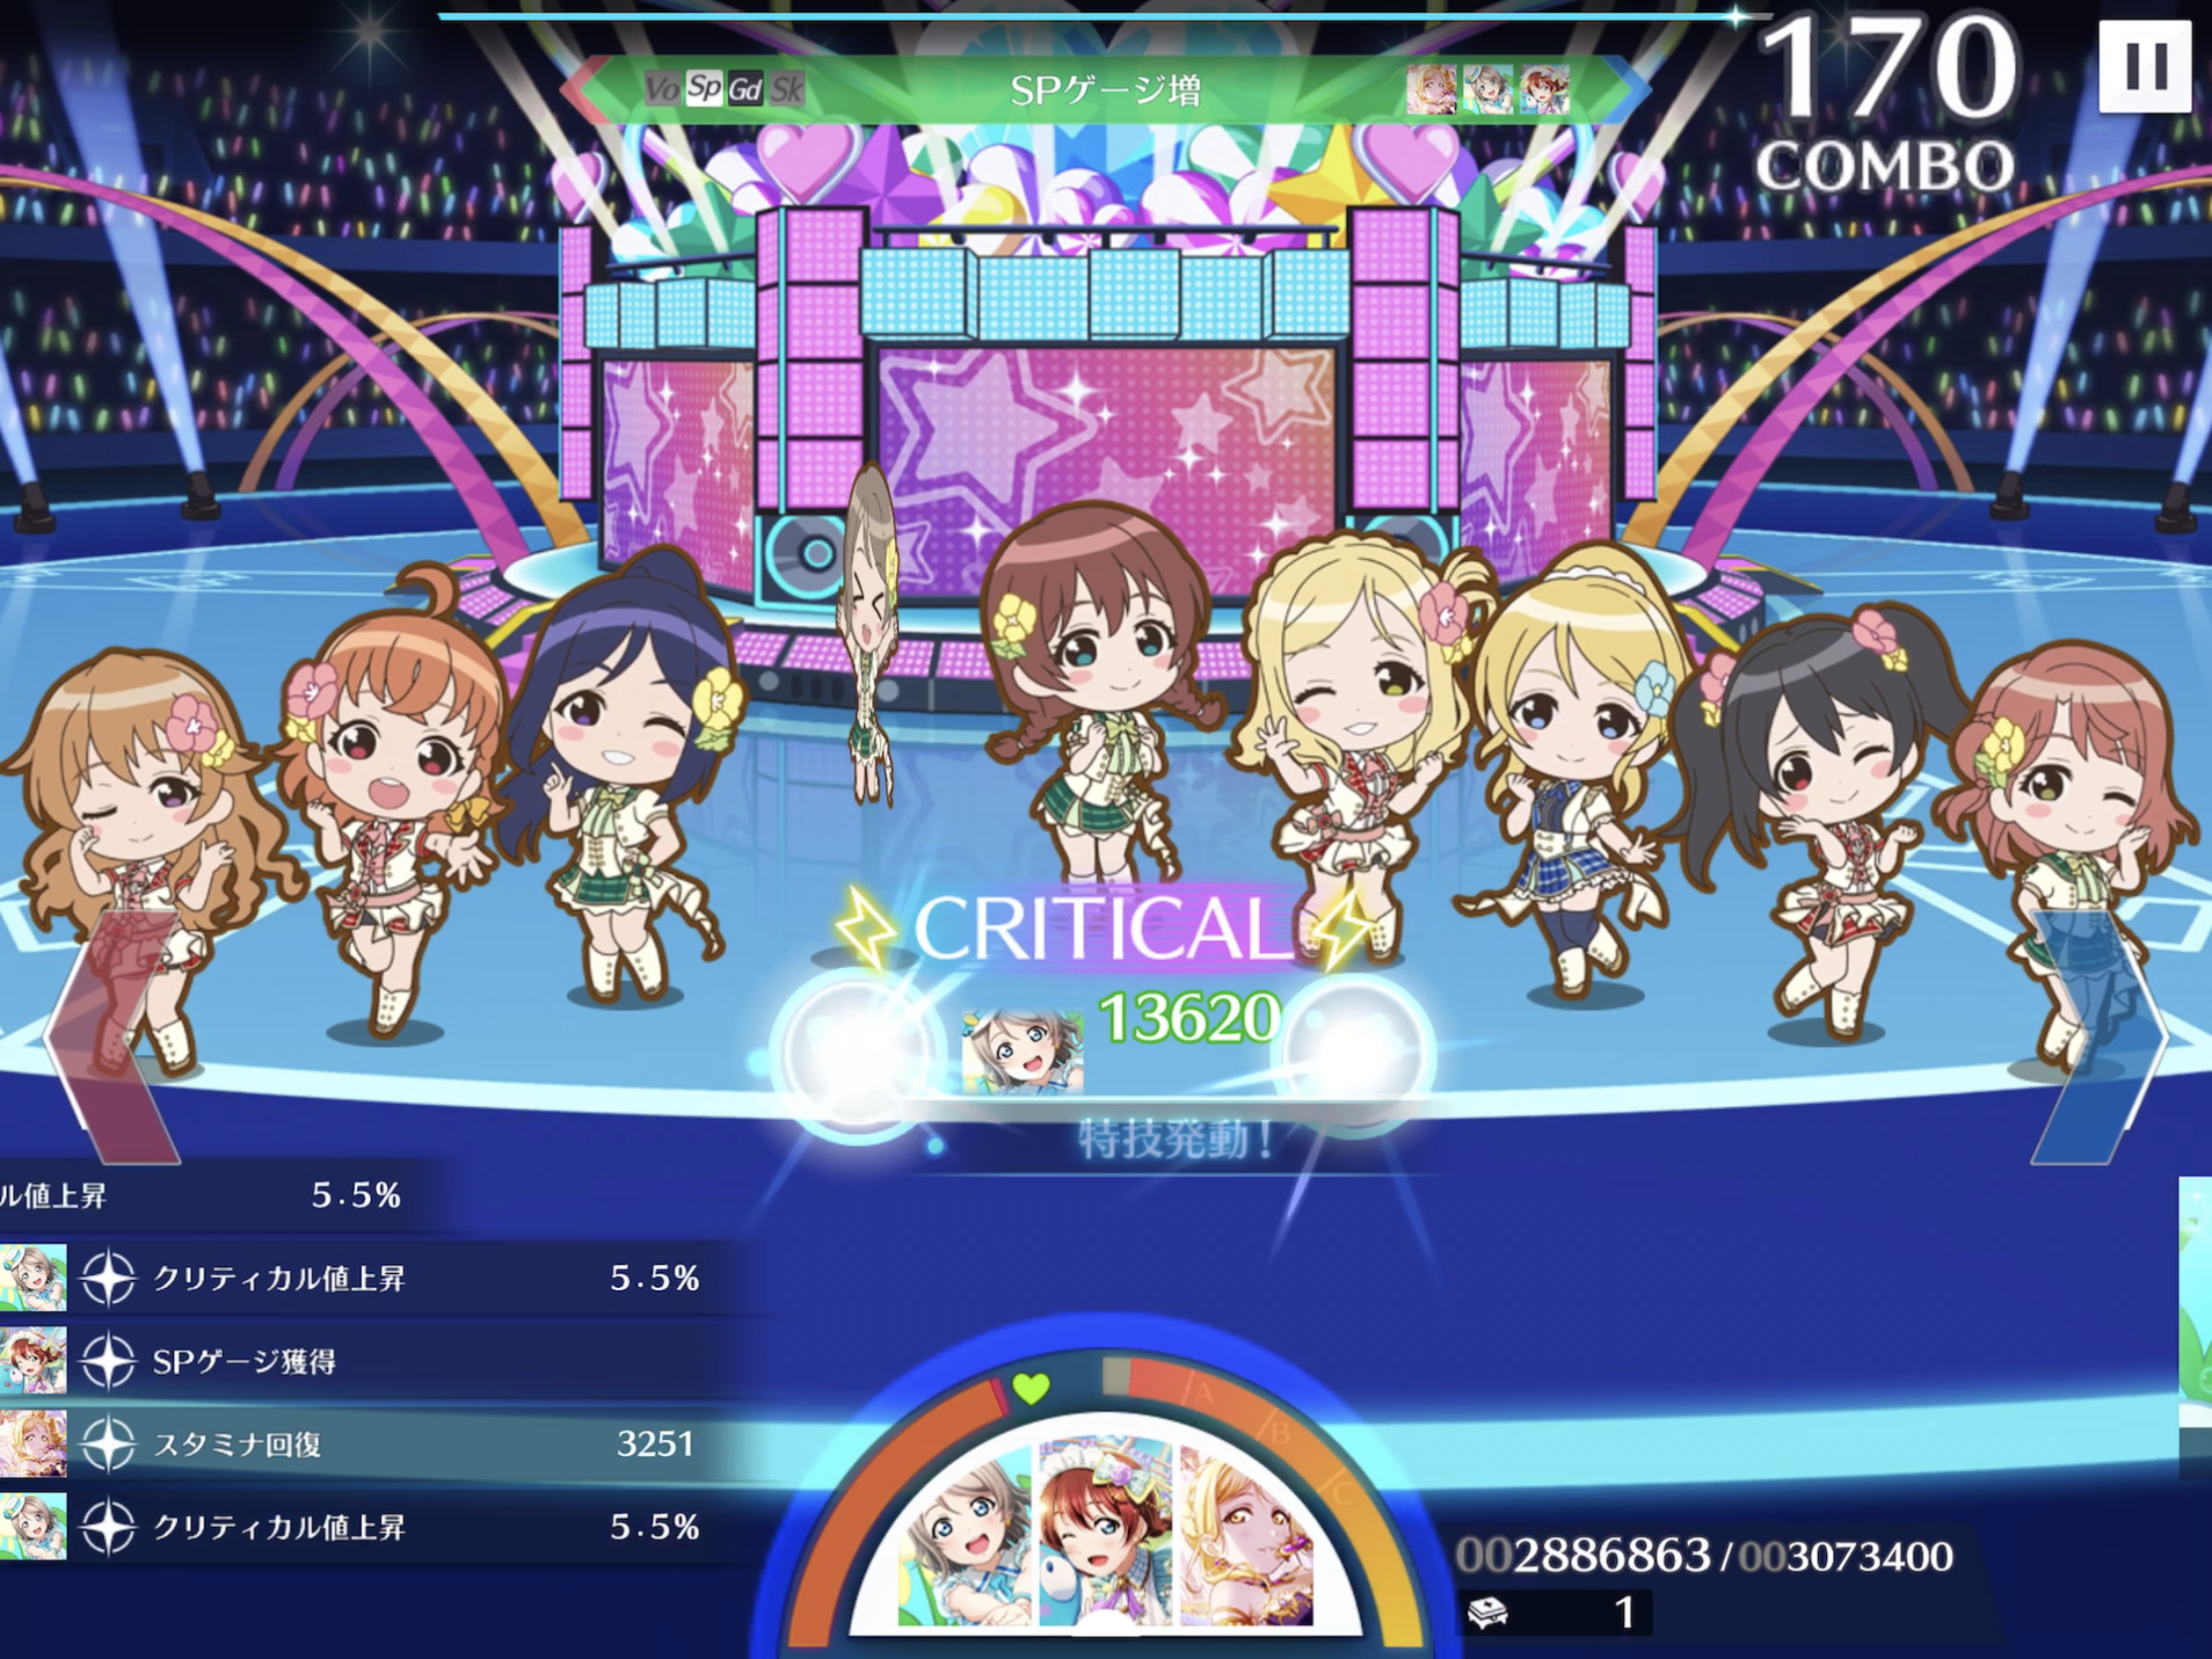 170
COMBO
Vo Sp Gd Sk
SPゲージ増
CRITICAL
13620
特技発動!
ル値上昇 5.5%
クリティカル値上昇 5.5%
SPゲージ獲得
スタミナ回復 3251
クリティカル値上昇 5.5%
A
B
C
002886863/003073400
1